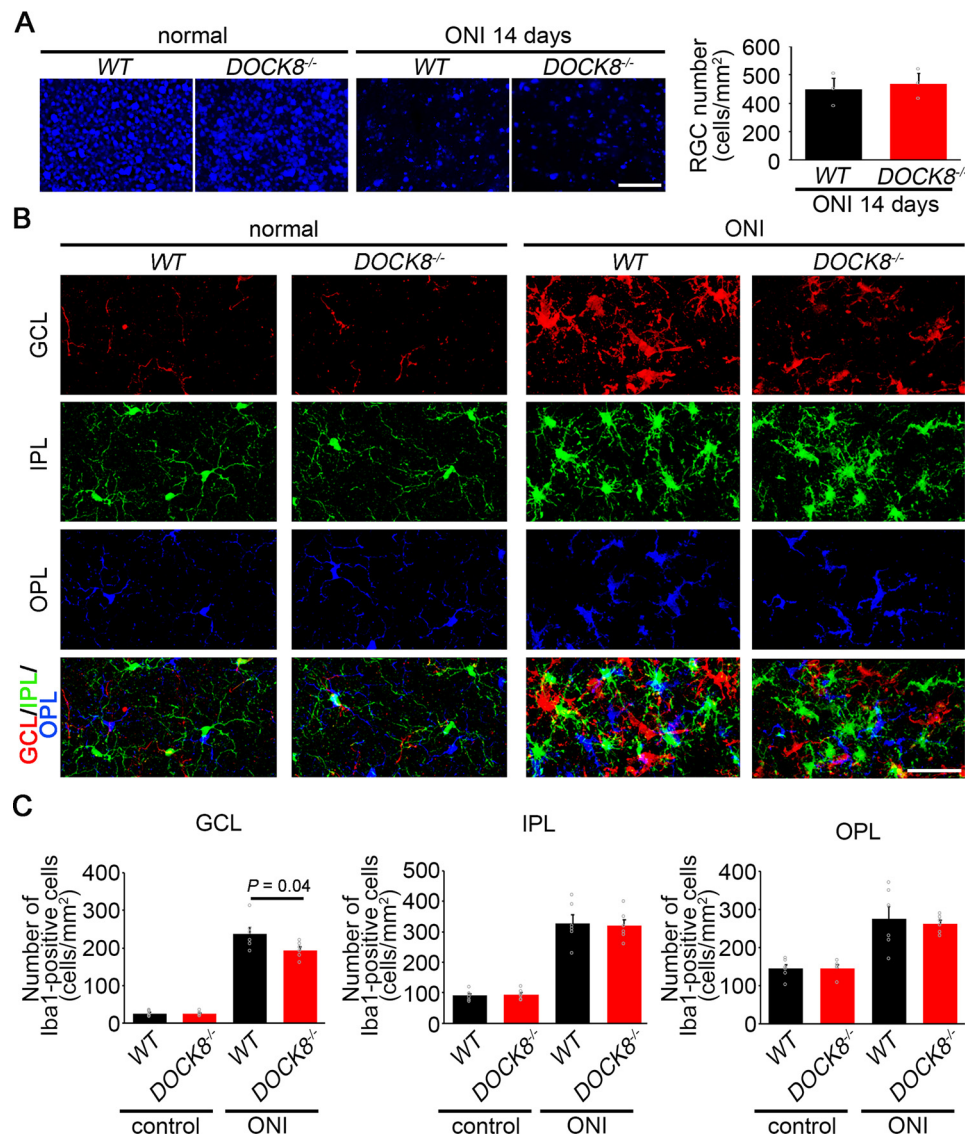 A
normal
ONI 14 days
WT
DOCK8-/-
WT
DOCK8-/-
RGC number
(cells/mm²)
600
500
400
200
0
WT
DOCK8-/-
ONI 14 days
B
normal
ONI
WT
DOCK8-/-
WT
DOCK8-/-
GCL
IPL
OPL
GCL/IPL/
OPL
C
GCL
Number of
Iba1-positive cells
(cells/mm²)
400
300
200
100
0
P = 0.04
WT
DOCK8-/-
WT
DOCK8-/-
control
ONI
IPL
Number of
Iba1-positive cells
(cells/mm²)
500
400
300
200
100
0
WT
DOCK8-/-
WT
DOCK8-/-
control
ONI
OPL
Number of
Iba1-positive cells
(cells/mm²)
400
300
200
100
0
WT
DOCK8-/-
WT
DOCK8-/-
control
ONI